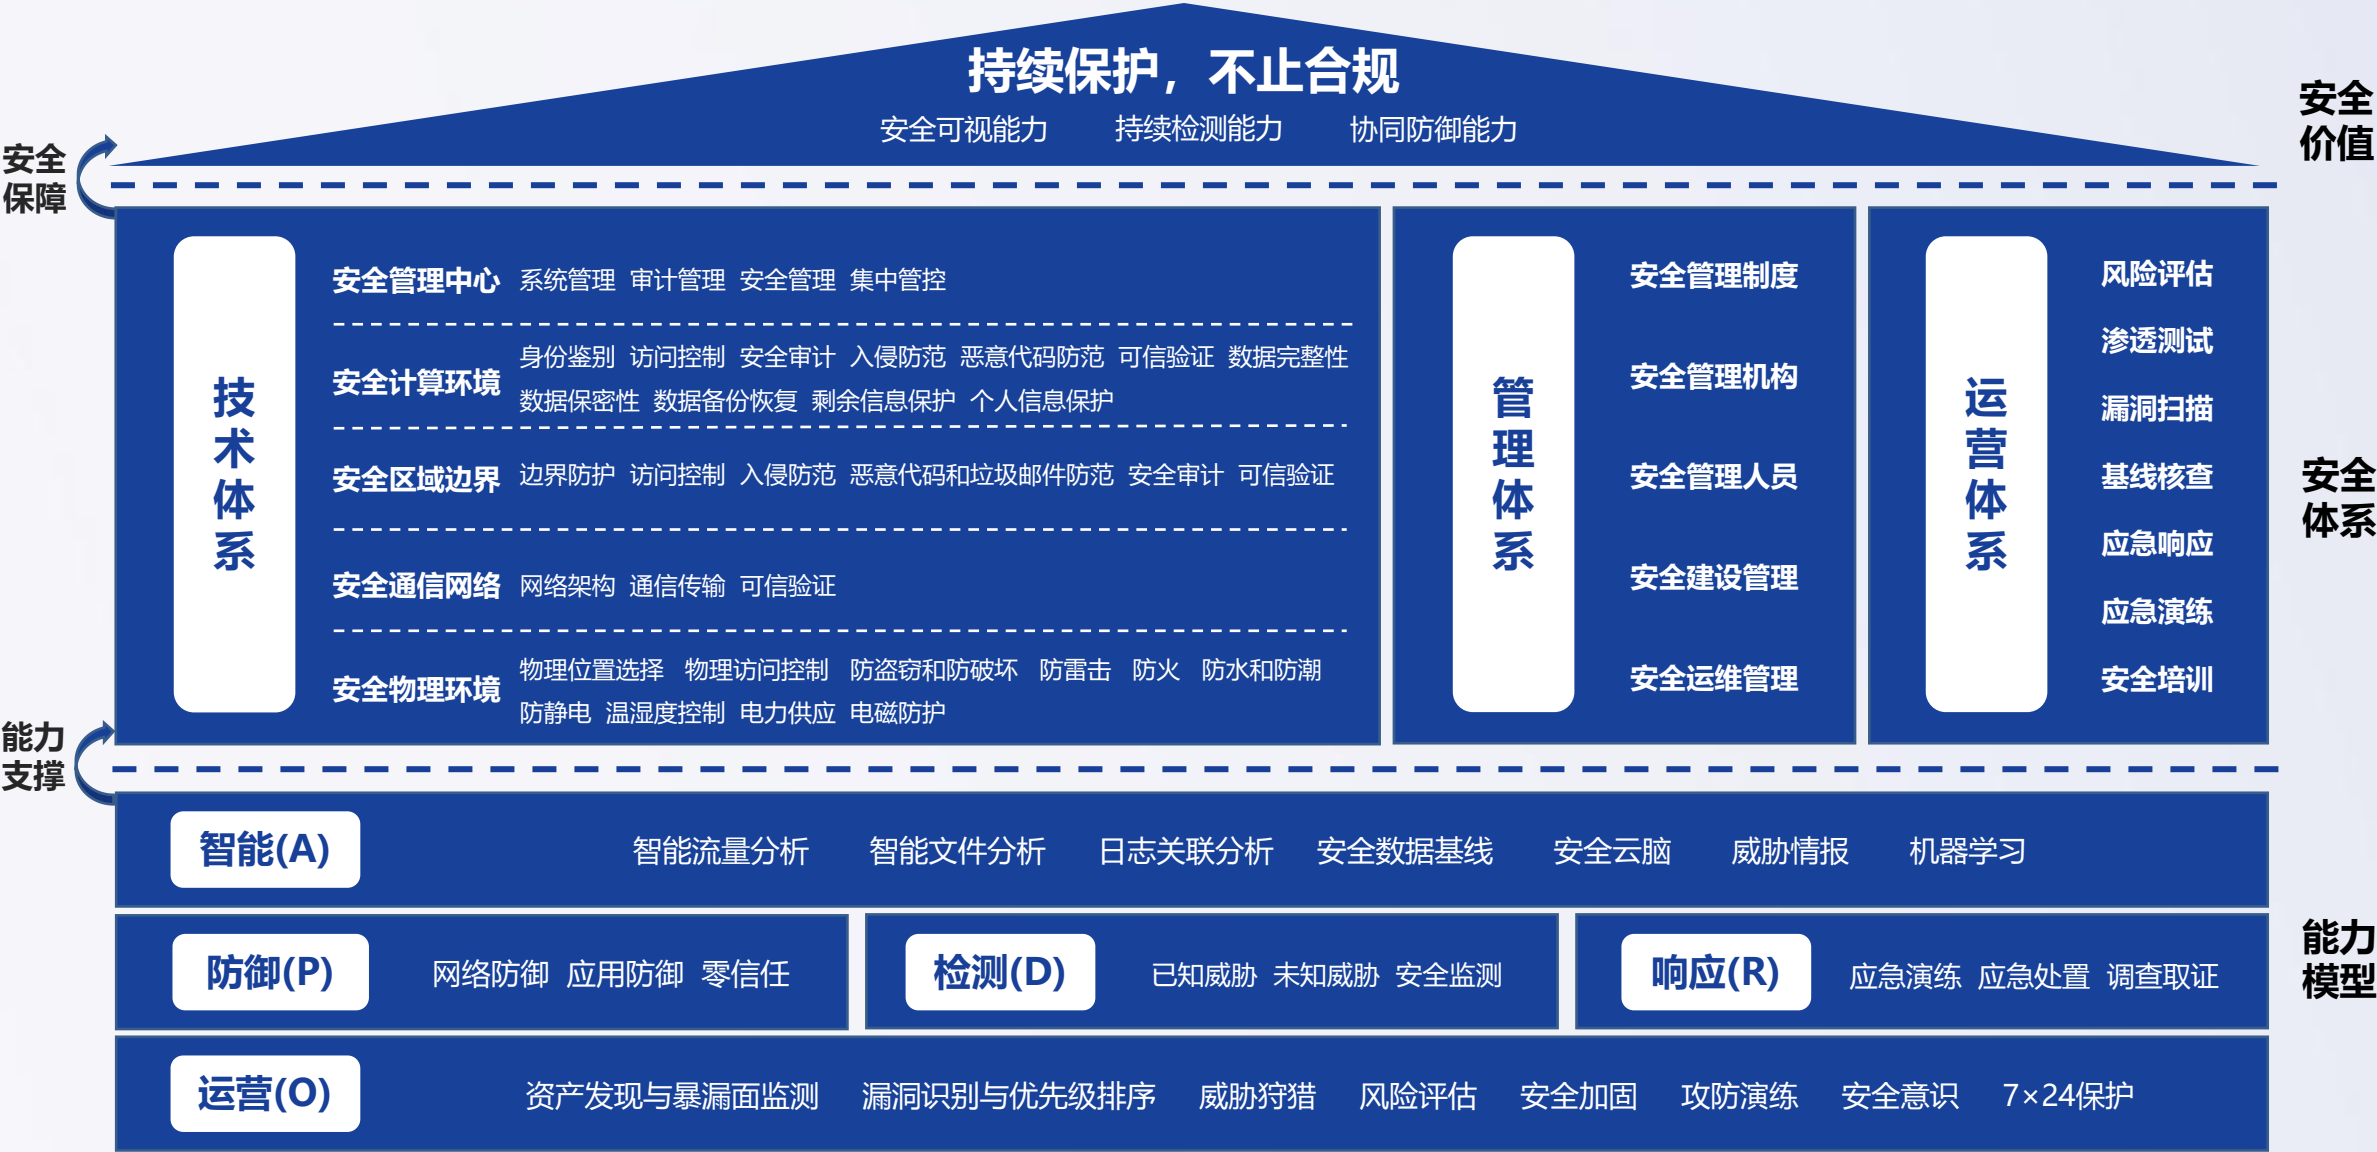 持续保护，不止合规
安全可视能力 持续检测能力 协同防御能力
安全
价值
安全
保障
技
术
体
系
安全管理中心 系统管理 审计管理 安全管理 集中管控
安全计算环境
身份鉴别 访问控制 安全审计 入侵防范 恶意代码防范 可信验证 数据完整性
数据保密性 数据备份恢复 剩余信息保护 个人信息保护
安全区域边界 边界防护 访问控制 入侵防范 恶意代码和垃圾邮件防范 安全审计 可信验证
安全通信网络 网络架构 通信传输 可信验证
安全物理环境
物理位置选择 物理访问控制 防盗窃和防破坏 防雷击 防火 防水和防潮
防静电 温湿度控制 电力供应 电磁防护
管
理
体
系
安全管理制度
安全管理机构
安全管理人员
安全建设管理
安全运维管理
运
营
体
系
风险评估
渗透测试
漏洞扫描
基线核查
应急响应
应急演练
安全培训
安全
体系
能力
支撑
智能(A) 智能流量分析 智能文件分析 日志关联分析 安全数据基线 安全云脑 威胁情报 机器学习
防御(P) 网络防御 应用防御 零信任
检测(D) 已知威胁 未知威胁 安全监测
响应(R) 应急演练 应急处置 调查取证
能力
模型
运营(O) 资产发现与暴漏面监测 漏洞识别与优先级排序 威胁狩猎 风险评估 安全加固 攻防演练 安全意识 7×24保护